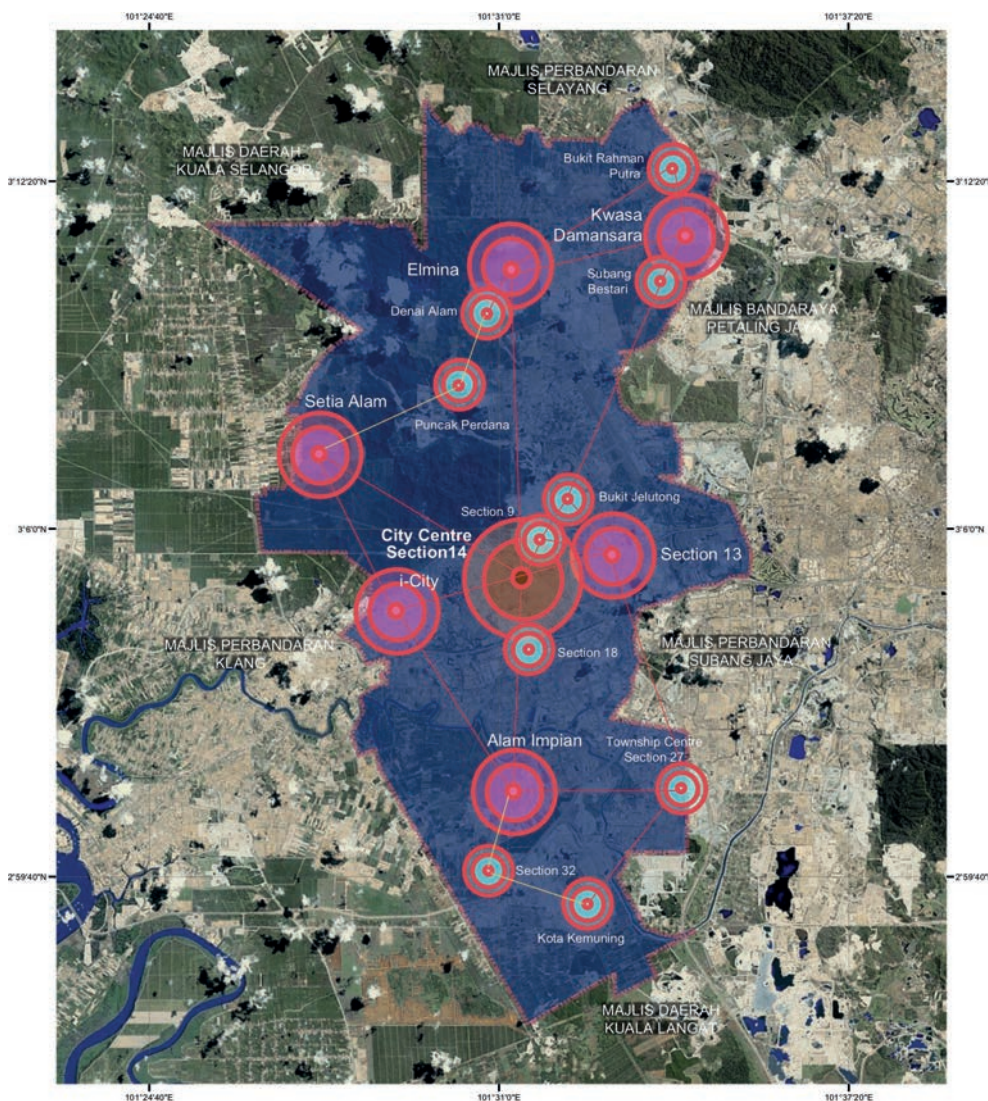 101°24'40"E
101°31'0"E
101°37'20"E
MAJLIS PERBANDARAN
SELAYANG
MAJLIS DAERAH
KUALA SELANGOR
Bukit Rahman
Putra
3°12'20"N
3°12'20"N
Kwasa
Damansara
Elmina
Subang
Bestari
Denai Alam
MAJLIS BANDARAYA
PETALING JAYA
Setia Alam
Puncak Perdana
Bukit Jelutong
Section 9
3°6'0"N
3°6'0"N
City Centre
Section14
Section 13
i-City
MAJLIS PERBANDARAN
KLANG
Section 18
MAJLIS PERBANDARAN
SUBANG JAYA
Alam Impian
Township Centre
Section 27
2°59'40"N
2°59'40"N
Section 32
Kota Kemuning
MAJLIS DAERAH
KUALA LANGAT
101°24'40"E
101°31'0"E
101°37'20"E